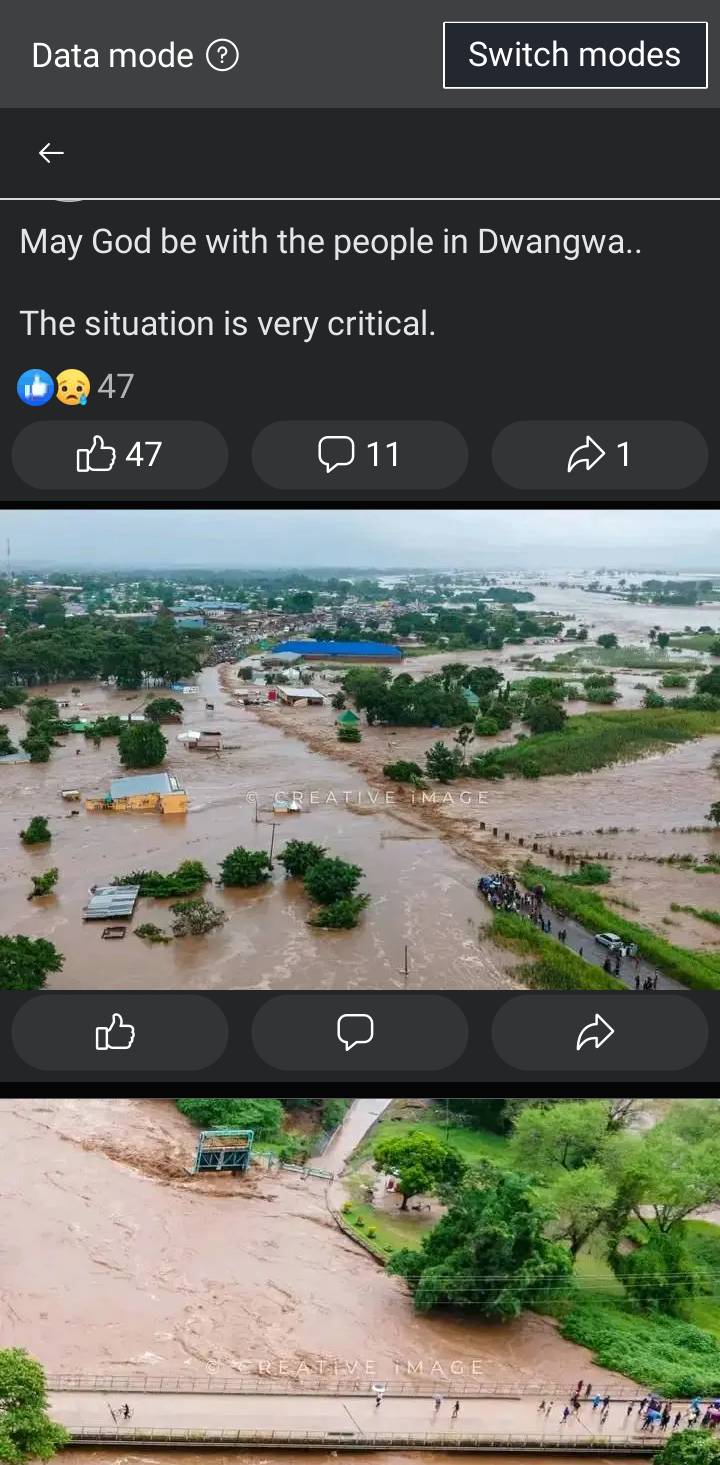 Data mode ?
Switch modes
May God be with the people in Dwangwa..
The situation is very critical.
47
47
11
1
© CREATIVE iMAGE
© CREATIVE iMAGE